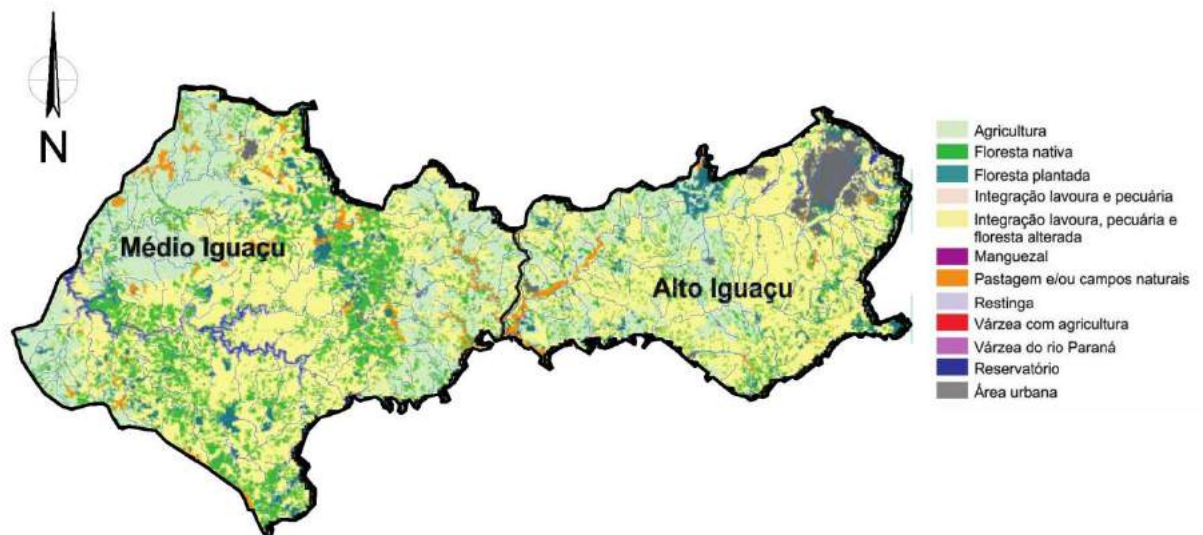 N
Médio Iguaçu
Alto Iguaçu
Agricultura
Floresta nativa
Floresta plantada
Integração lavoura e pecuária
Integração lavoura, pecuária e
floresta alterada
Manguezal
Pastagem e/ou campos naturais
Restinga
Várzea com agricultura
Várzea do rio Paraná
Reservatório
Área urbana